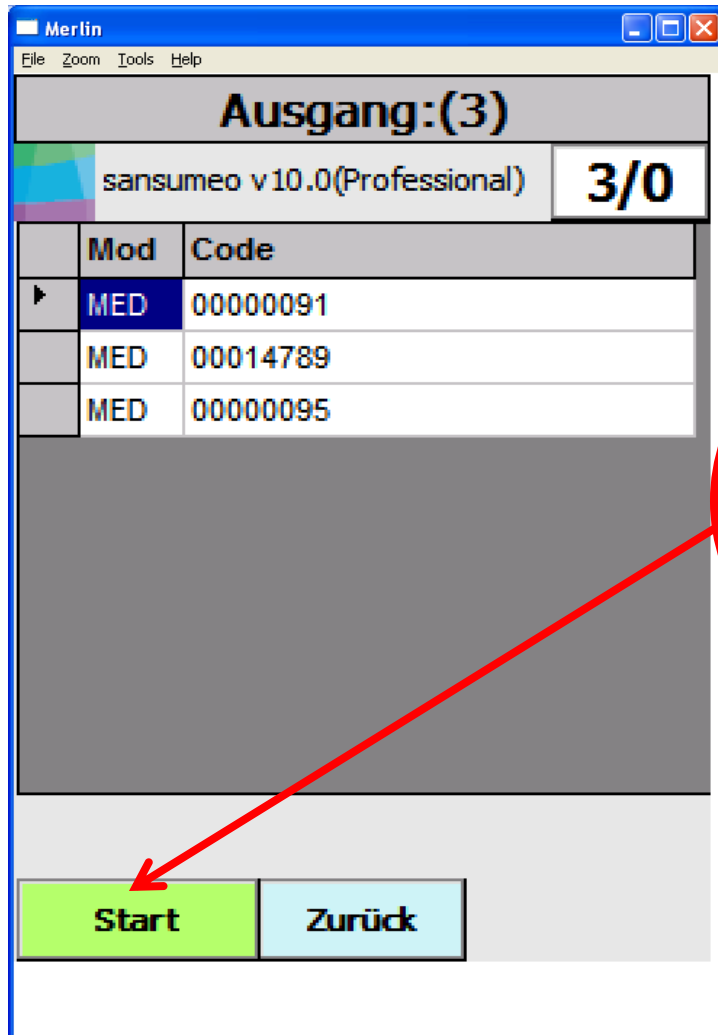 Merlin
File Zoom Tools Help
Ausgang:(3)
sansumeo v10.0(Professional) 3/0
Mod Code
MED 00000091
MED 00014789
MED 00000095
Start Zurück